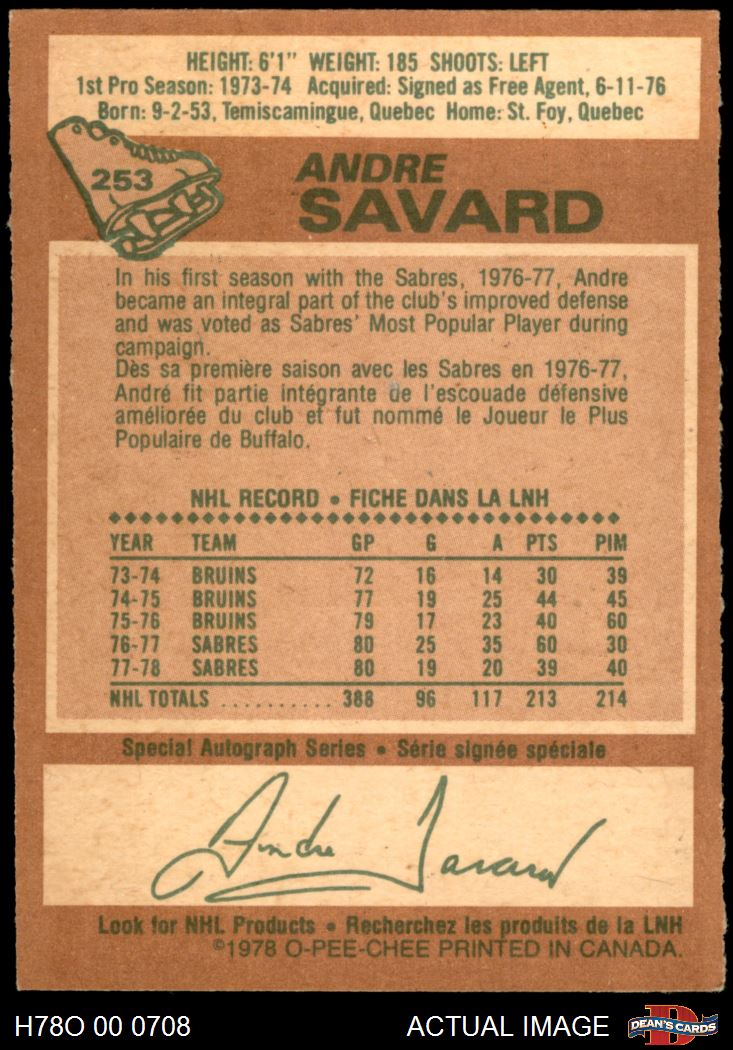 HEIGHT: 6'1" WEIGHT: 185 SHOOTS: LEFT
1st Pro Season: 1973-74 Acquired: Signed as Free Agent, 6-11-76
Born: 9-2-53, Temiscamingue, Quebec Home: St. Foy, Quebec
253
ANDRE
SAVARD
In his first season with the Sabres, 1976-77, Andre
became an integral part of the club's improved defense
and was voted as Sabres' Most Popular Player during
campaign.
Dès sa première saison avec les Sabres en 1976-77,
André fit partie intégrante de l'escouade défensive
améliorée du club et fut nommé le Joueur le Plus
Populaire de Buffalo.
NHL RECORD • FICHE DANS LA LNH
YEAR TEAM GP G A PTS PIM
73-74 BRUINS 72 16 14 30 39
74-75 BRUINS 77 19 25 44 45
75-76 BRUINS 79 17 23 40 60
76-77 SABRES 80 25 35 60 30
77-78 SABRES 80 19 20 39 40
NHL TOTALS .......... 388 96 117 213 214
Special Autograph Series • Série signée spéciale
Andre Savard
Look for NHL Products • Recherchez les produits de la LNH
©1978 O-PEE-CHEE PRINTED IN CANADA.
H78O 00 0708 ACTUAL IMAGE D DEAN'S CARDS